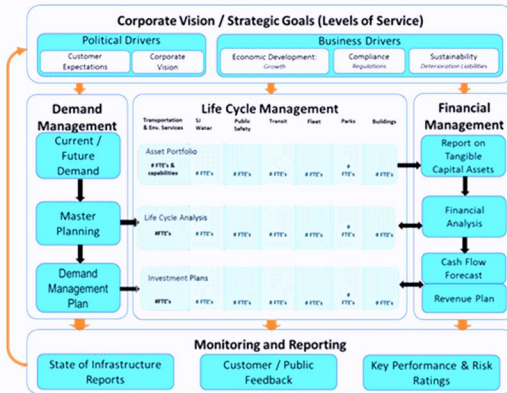 Corporate Vision / Strategic Goals (Levels of Service)
Political Drivers
Business Drivers
Customer
Expectations
Corporate
Vision
Economic Development:
Growth
Compliance
Regulations
Sustainability
Deterioration Liabilities
Demand
Management
Life Cycle Management
Financial
Management
Transportation
& Env. Services
SJ
Water
Public
Safety
Transit
Fleet
Parks
Buildings
Current /
Future
Demand
Asset Portfolio
# FTE's &
capabilities
# FTE's
# FTE's
# FTE's
# FTE's
#
FTE's
# FTE's
Report on
Tangible
Capital Assets
Master
Planning
Life Cycle Analysis
#FTE's
# FTE's
# FTE's
# FTE's
# FTE's
#
FTE's
# FTE's
Financial
Analysis
Demand
Management
Plan
Investment Plans
#FTE's
# FTE's
# FTE's
# FTE's
# FTE's
#
FTE's
# FTE's
Cash Flow
Forecast
Revenue Plan
Monitoring and Reporting
State of Infrastructure
Reports
Customer / Public
Feedback
Key Performance & Risk
Ratings